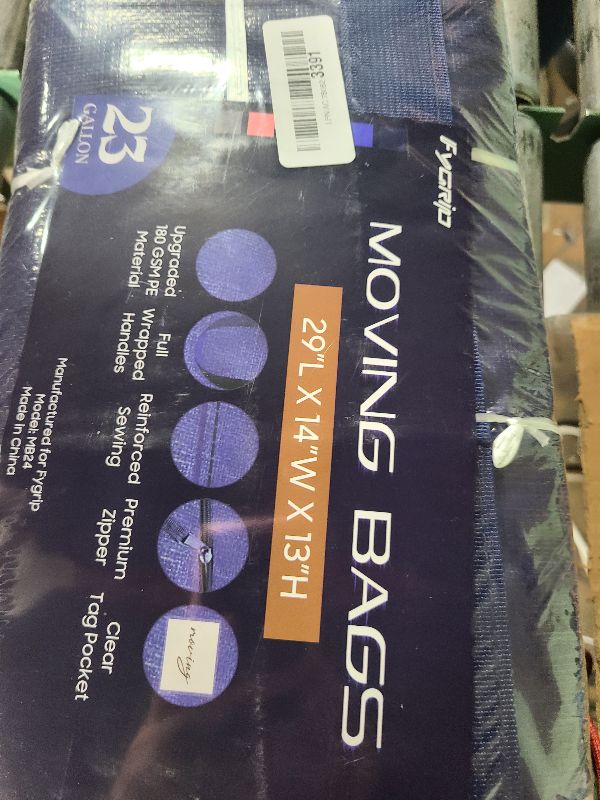 Fygrip
MOVING BAGS
29"L X 14"W X 13"H
3391
23
GALLON
Upgraded
180 GSM PE
Material
Full
Wrapped
Handles
Reinforced
Sewing
Premium
Zipper
Clear
Tag Pocket
moving
Manufactured for Fygrip
Model: MB24
Made in China